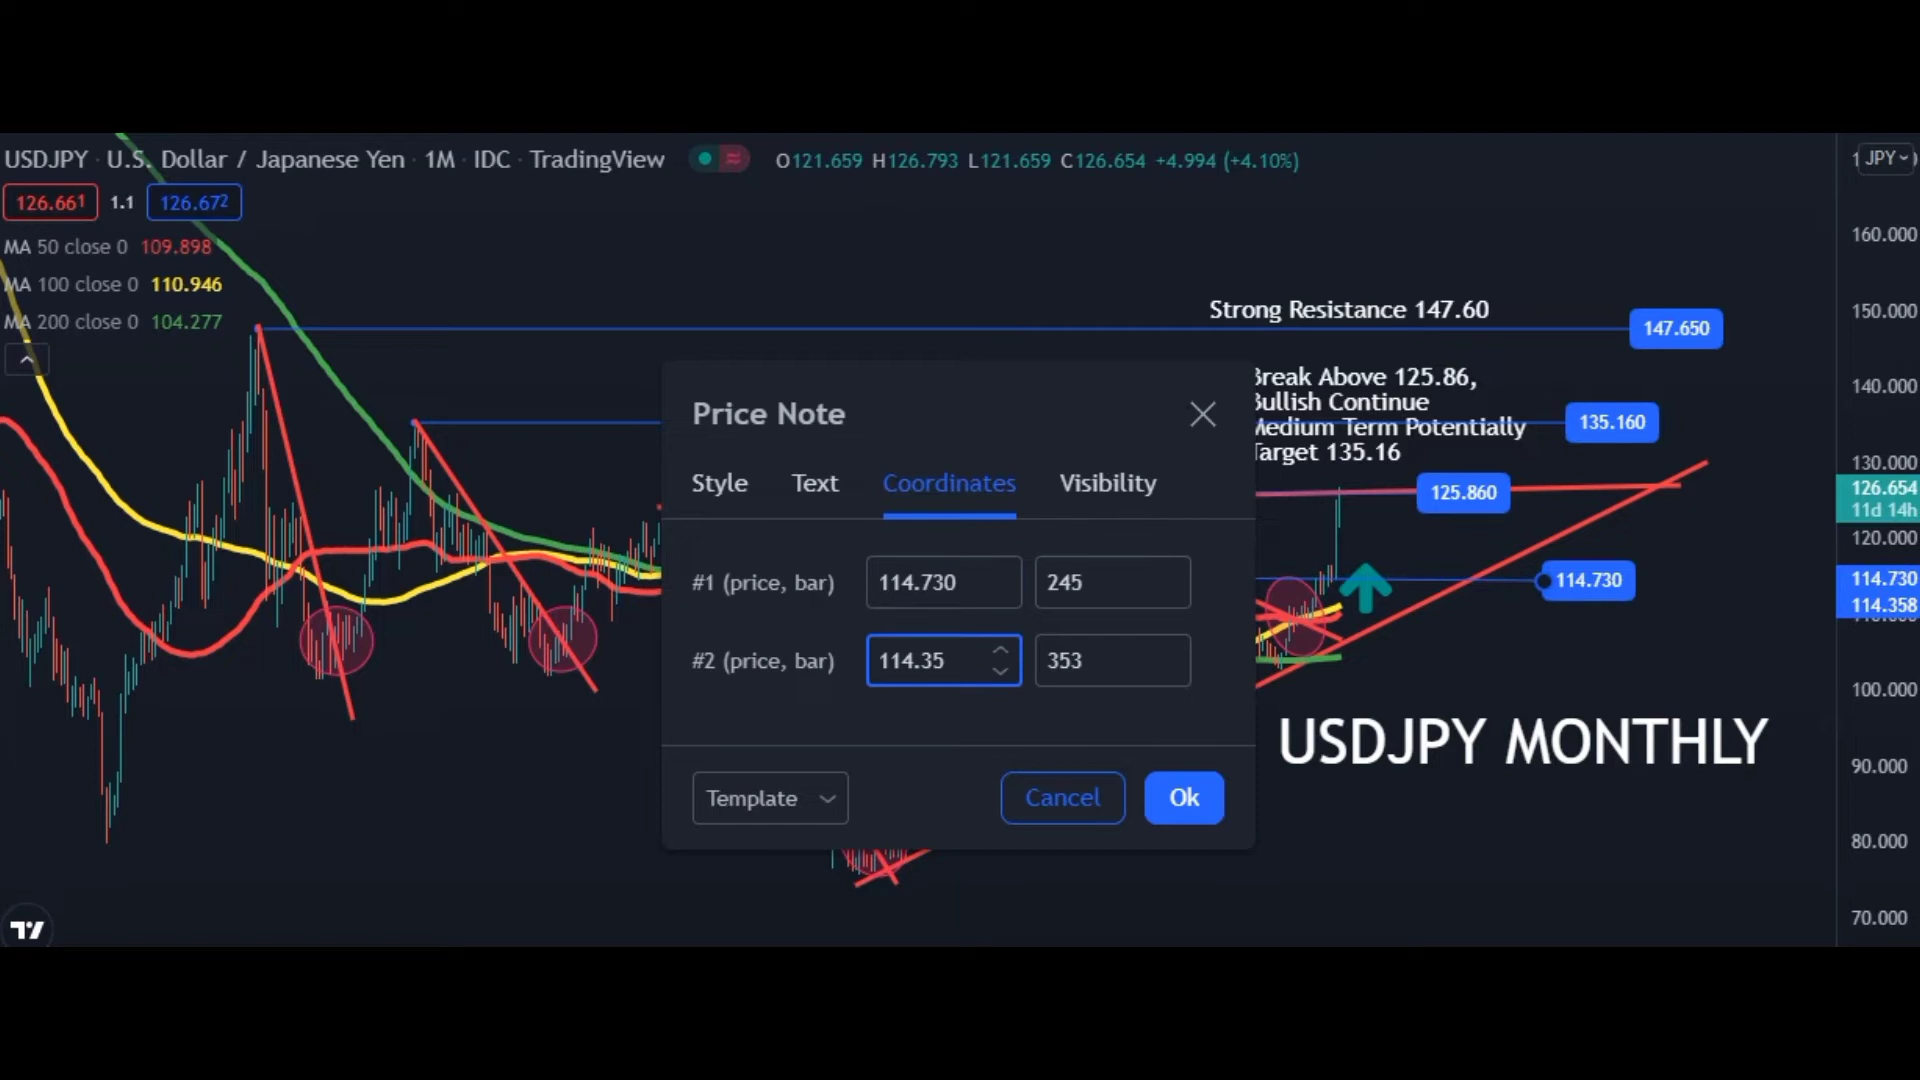 USDJPY · U.S. Dollar / Japanese Yen · 1M · IDC · TradingView
O121.659 H126.793 L121.659 C126.654 +4.994 (+4.10%)
JPY
126.661 1.1 126.672
MA 50 close 0 109.898
MA 100 close 0 110.946
MA 200 close 0 104.277
160.000
150.000
140.000
130.000
126.654
11d 14h
120.000
114.730
114.358
100.000
90.000
80.000
70.000
Strong Resistance 147.60
147.650
Break Above 125.86,
Bullish Continue
Medium Term Potentially
Target 135.16
135.160
125.860
114.730
Price Note
Style Text Coordinates Visibility
#1 (price, bar) 114.730 245
#2 (price, bar) 114.35 353
Template Cancel Ok
USDJPY MONTHLY